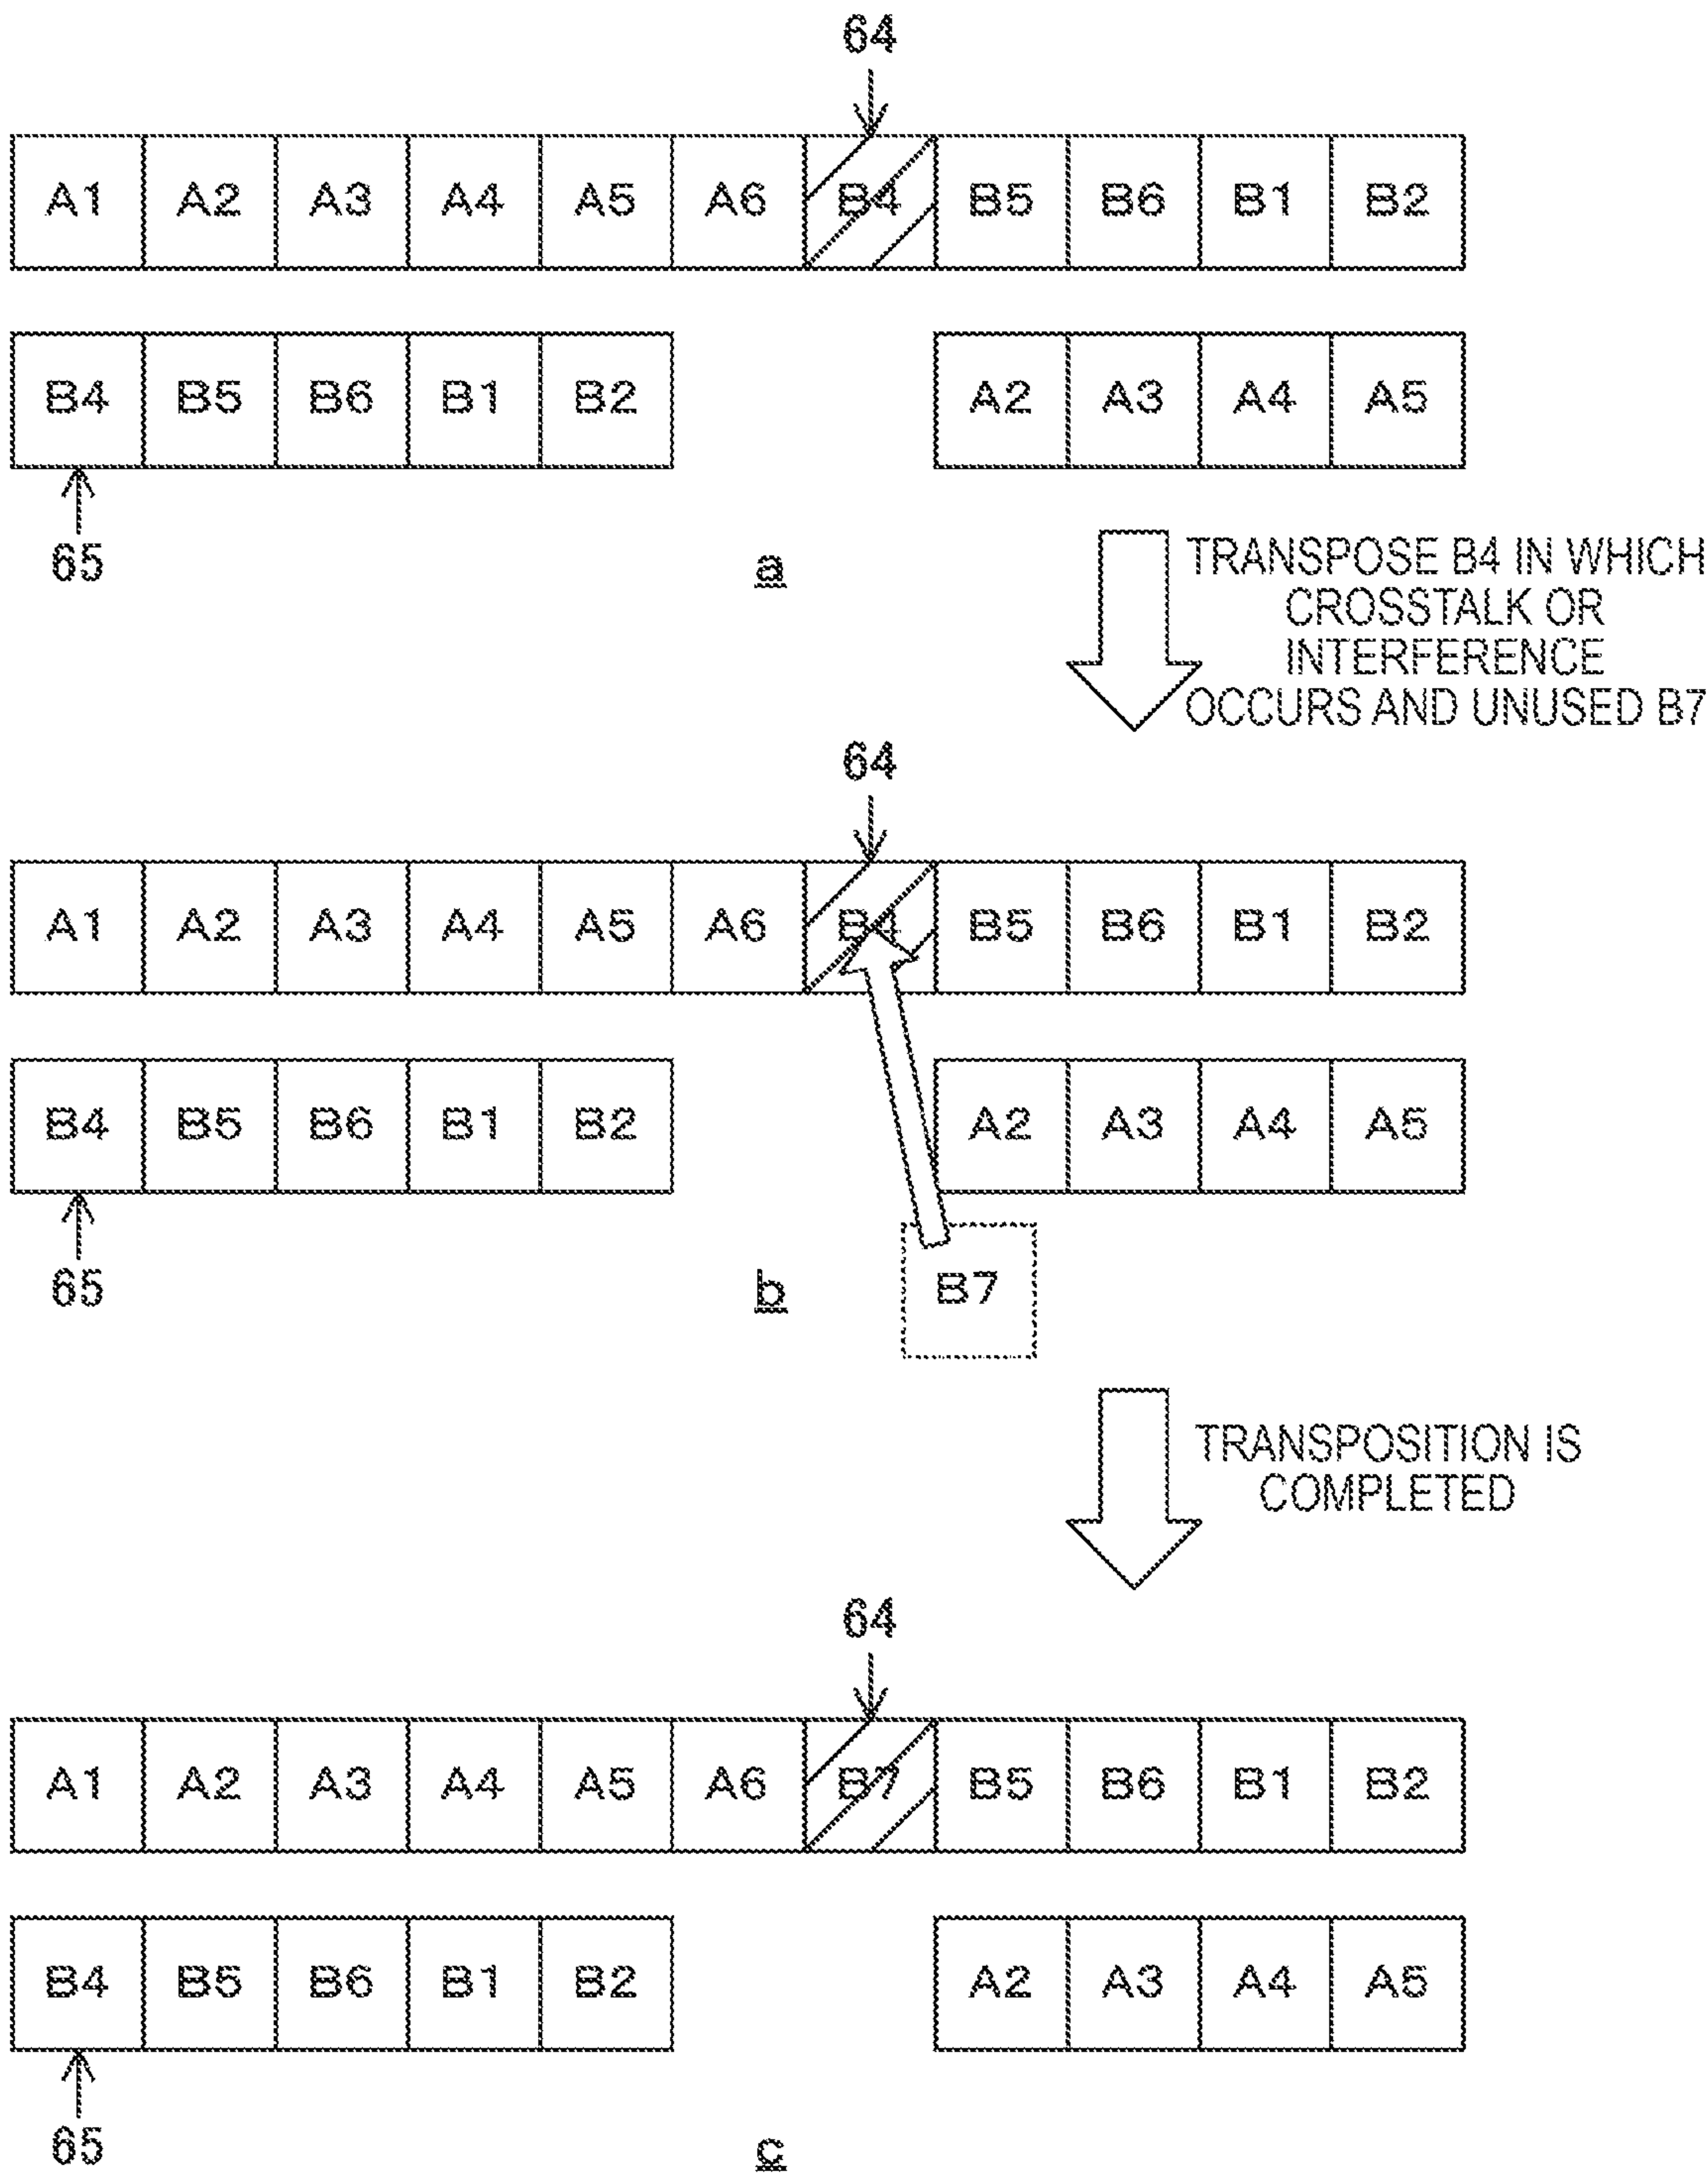 64
A1 A2 A3 A4 A5 A6 B4 B5 B6 B1 B2
B4 B5 B6 B1 B2 A2 A3 A4 A5
65
a
TRANSPOSE B4 IN WHICH
CROSSTALK OR
INTERFERENCE
OCCURS AND UNUSED B7
64
A1 A2 A3 A4 A5 A6 B4 B5 B6 B1 B2
B4 B5 B6 B1 B2 A2 A3 A4 A5
65
b
B7
TRANSPOSITION IS
COMPLETED
64
A1 A2 A3 A4 A5 A6 B7 B5 B6 B1 B2
B4 B5 B6 B1 B2 A2 A3 A4 A5
65
c